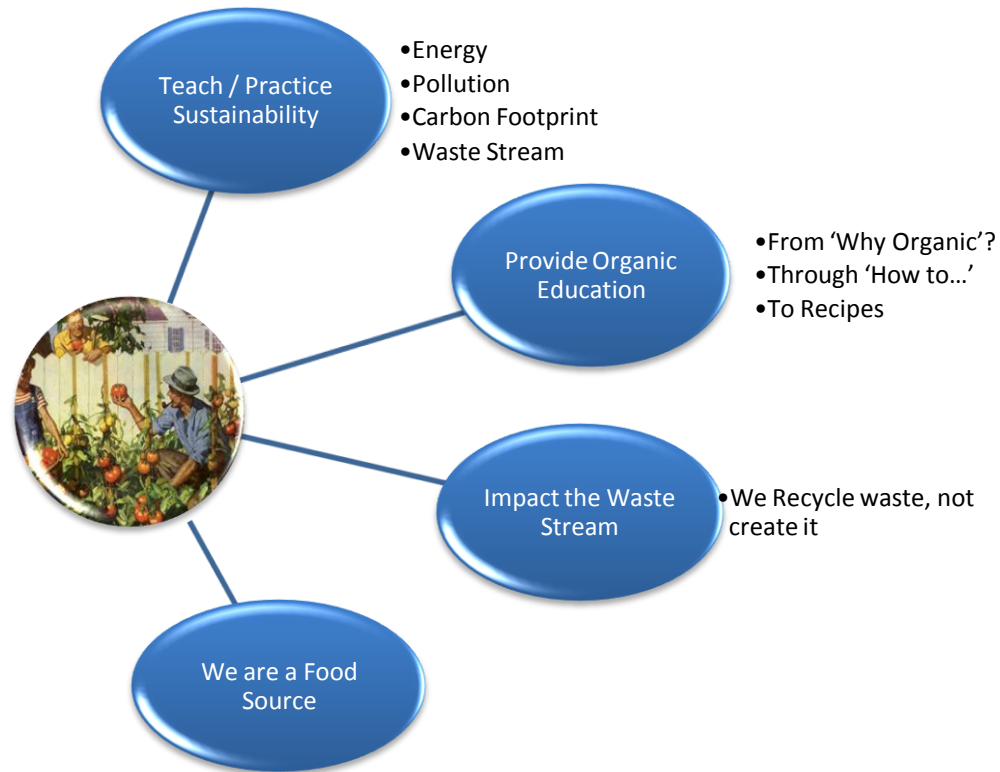 Teach / Practice
Sustainability
•Energy
•Pollution
•Carbon Footprint
•Waste Stream
Provide Organic
Education
•From ‘Why Organic’?
•Through ‘How to…’
•To Recipes
Impact the Waste
Stream
•We Recycle waste, not
create it
We are a Food
Source